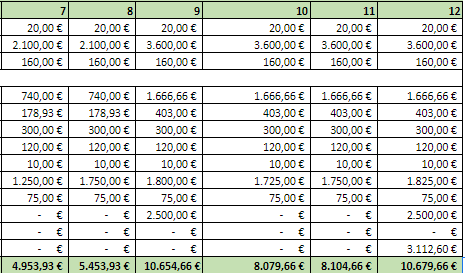 7 8 9 10 11 12
20,00 € 20,00 € 20,00 € 20,00 € 20,00 € 20,00 €
2.100,00 € 2.100,00 € 3.600,00 € 3.600,00 € 3.600,00 € 3.600,00 €
160,00 € 160,00 € 160,00 € 160,00 € 160,00 € 160,00 €
740,00 € 740,00 € 1.666,66 € 1.666,66 € 1.666,66 € 1.666,66 €
178,93 € 178,93 € 403,00 € 403,00 € 403,00 € 403,00 €
300,00 € 300,00 € 300,00 € 300,00 € 300,00 € 300,00 €
120,00 € 120,00 € 120,00 € 120,00 € 120,00 € 120,00 €
10,00 € 10,00 € 10,00 € 10,00 € 10,00 € 10,00 €
1.250,00 € 1.750,00 € 1.800,00 € 1.725,00 € 1.750,00 € 1.825,00 €
75,00 € 75,00 € 75,00 € 75,00 € 75,00 € 75,00 €
- € - € 2.500,00 € - € - € 2.500,00 €
- € - € - € - € - € - €
- € - € - € - € - € 3.112,60 €
4.953,93 € 5.453,93 € 10.654,66 € 8.079,66 € 8.104,66 € 10.679,66 €